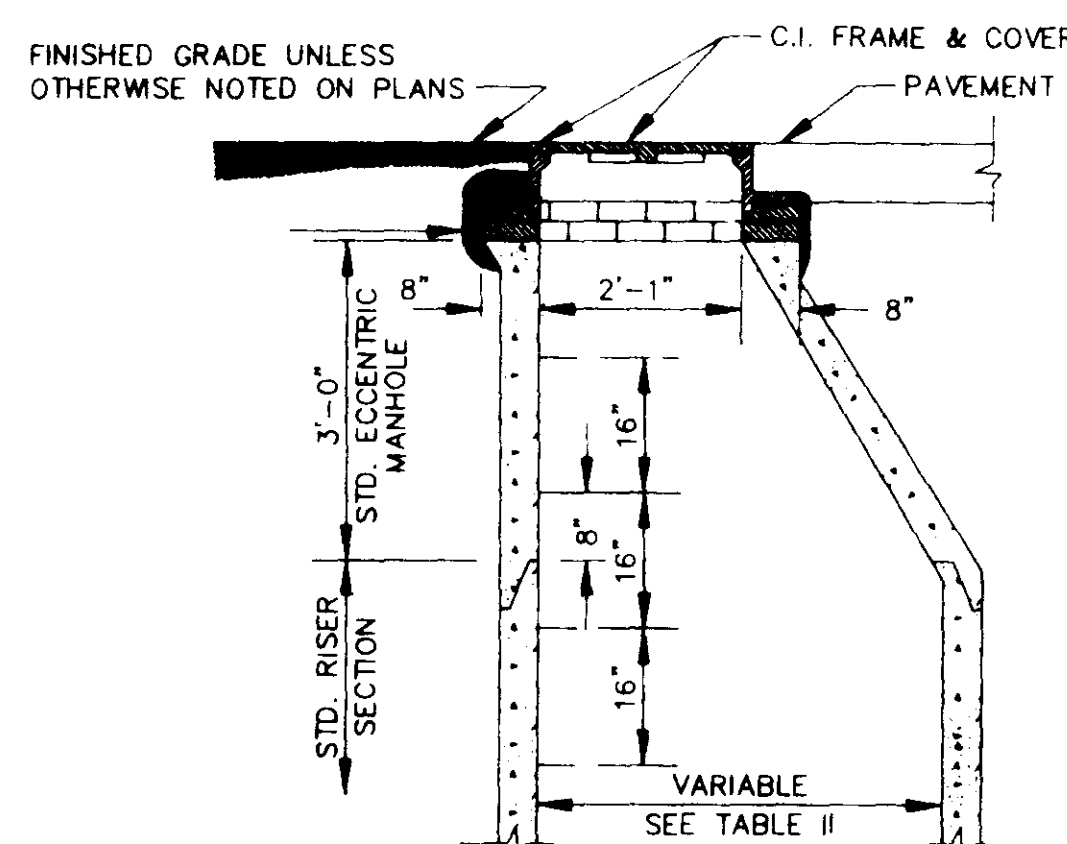 FINISHED GRADE UNLESS
OTHERWISE NOTED ON PLANS
C.I. FRAME & COVER
PAVEMENT
8"
2'-1"
8"
3'-0"
STD. ECCENTRIC
MANHOLE
16"
8"
16"
16"
STD. RISER
SECTION
VARIABLE
SEE TABLE II